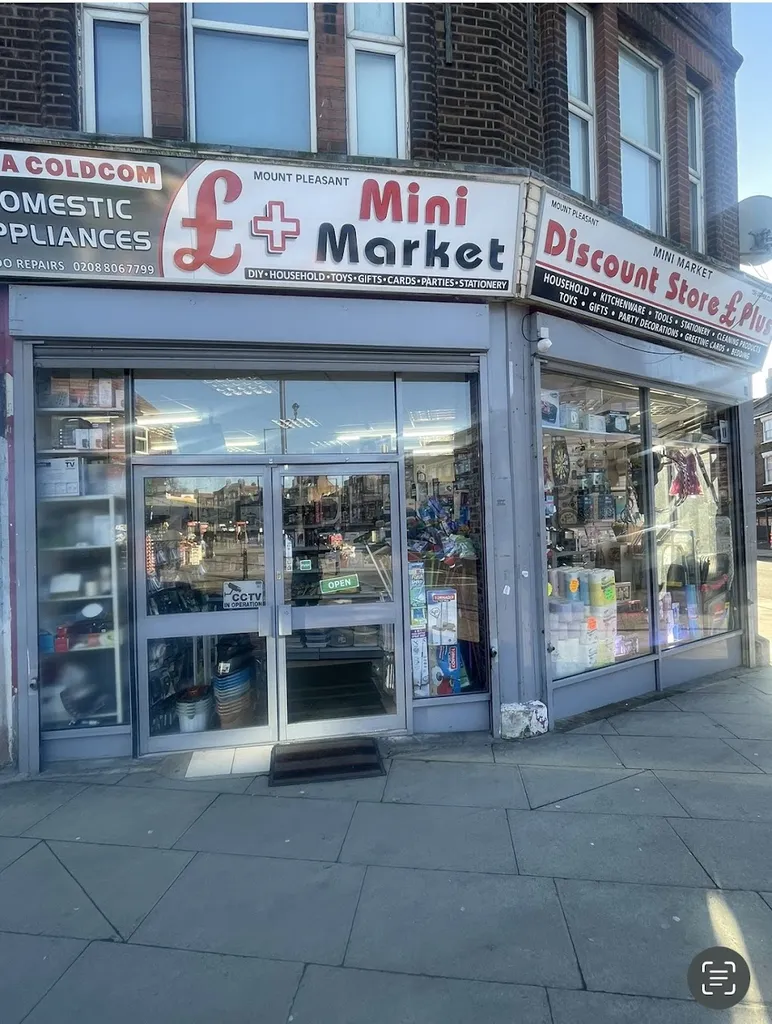 A COLDCOM
OMESTIC
PPLIANCES
DO REPAIRS 0208 8067799
£ +
MOUNT PLEASANT
Mini
Market
DIY • HOUSEHOLD • TOYS • GIFTS • CARDS • PARTIES • STATIONERY
MOUNT PLEASANT
MINI MARKET
Discount Store £ Plus
HOUSEHOLD • KITCHENWARE • TOOLS • STATIONERY • CLEANING PRODUCTS
TOYS • GIFTS • PARTY DECORATIONS • GREETING CARDS • BEDDING
TV
OPEN
CCTV
IN OPERATION